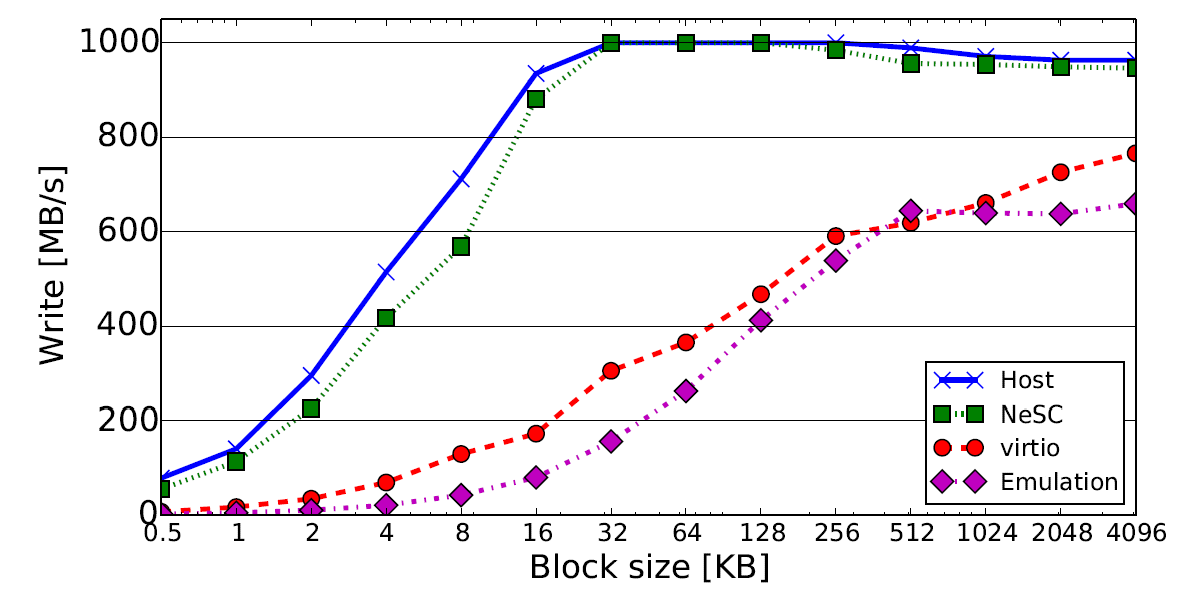 1000
800
600
400
200
0
Write [MB/s]
0.5 1 2 4 8 16 32 64 128 256 512 1024 2048 4096
Block size [KB]
Host
NeSC
virtio
Emulation